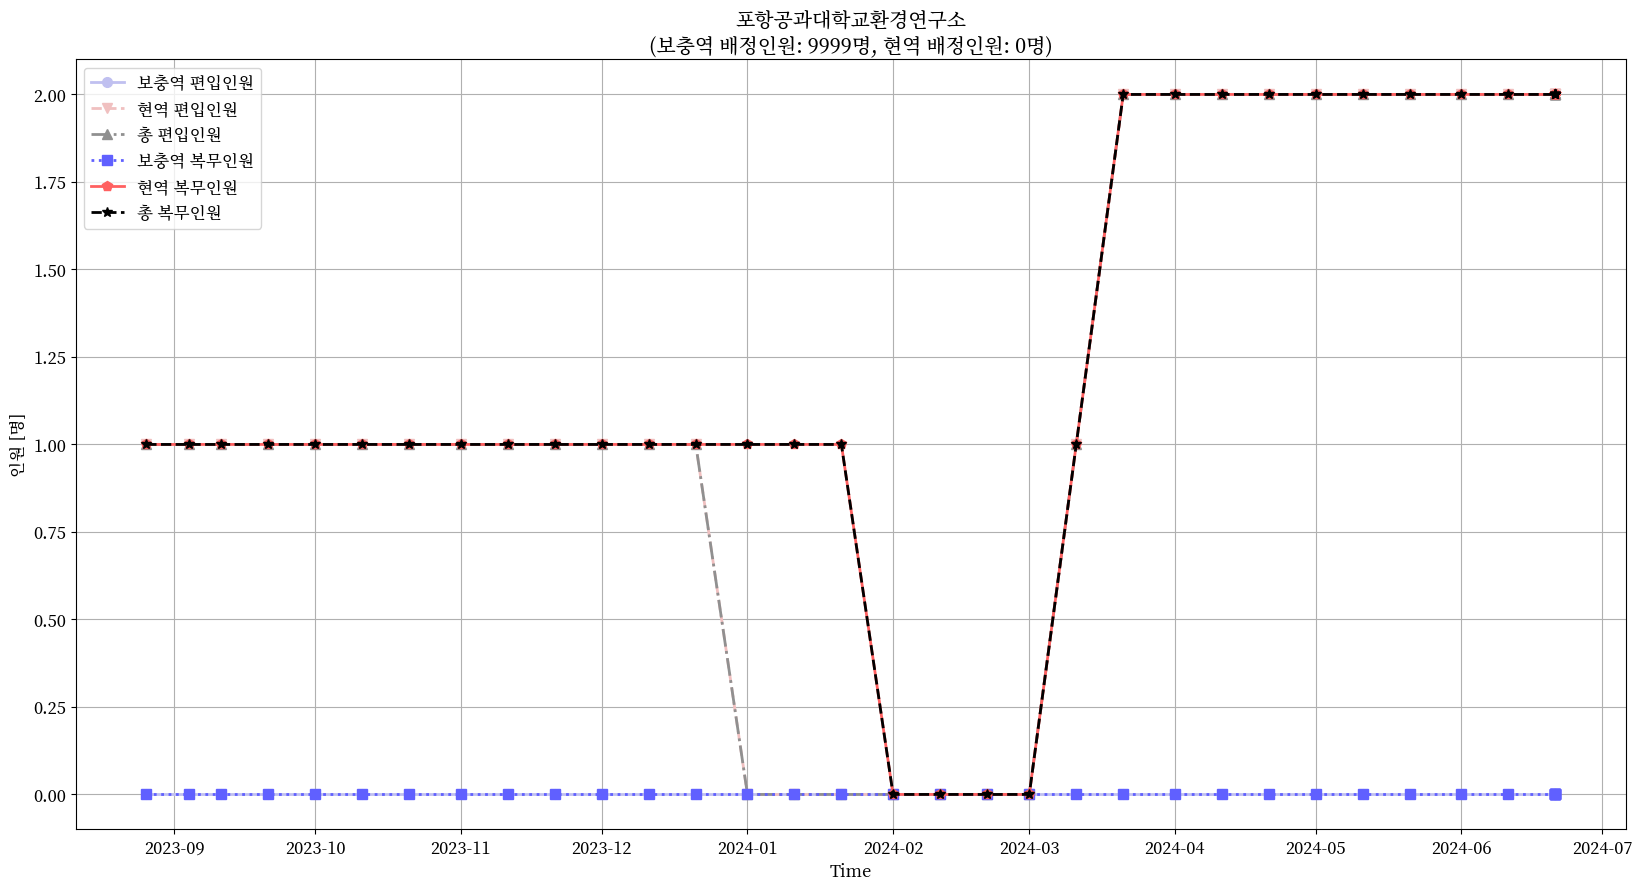 포항공과대학교환경연구소
(보충역 배정인원: 9999명, 현역 배정인원: 0명)
보충역 편입인원
현역 편입인원
총 편입인원
보충역 복무인원
현역 복무인원
총 복무인원
2.00
1.75
1.50
1.25
1.00
0.75
0.50
0.25
0.00
인원 [명]
2023-09 2023-10 2023-11 2023-12 2024-01 2024-02 2024-03 2024-04 2024-05 2024-06 2024-07
Time